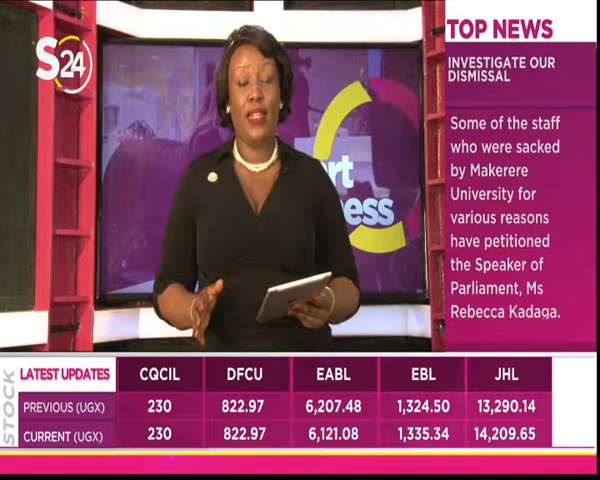 S24
TOP NEWS
INVESTIGATE OUR
DISMISSAL
Some of the staff
who were sacked
by Makerere
University for
various reasons
have petitioned
the Speaker of
Parliament, Ms
Rebecca Kadaga.
rt
ess
STOCK
LATEST UPDATES CQCIL DFCU EABL EBL JHL
PREVIOUS (UGX) 230 822.97 6,207.48 1,324.50 13,290.14
CURRENT (UGX) 230 822.97 6,121.08 1,335.34 14,209.65